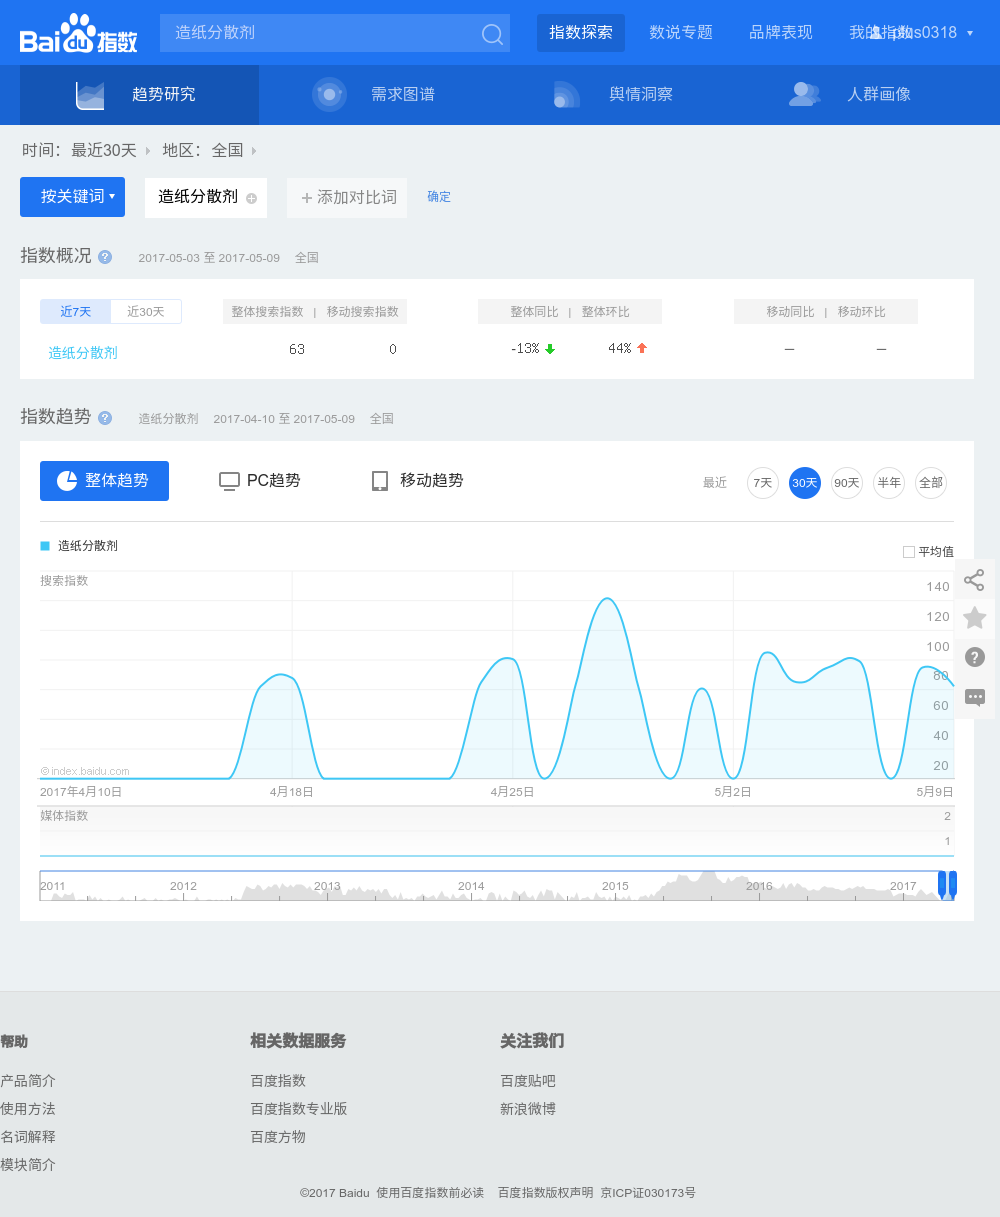 Bai du 指数 造纸分散剂 指数探索 数说专题 品牌表现 我的指数 plus0318
趋势研究 需求图谱 舆情洞察 人群画像
时间： 最近30天 地区： 全国
按关键词 造纸分散剂 + 添加对比词 确定
指数概况 ? 2017-05-03 至 2017-05-09 全国
近7天 近30天 整体搜索指数 | 移动搜索指数 整体同比 | 整体环比 移动同比 | 移动环比
造纸分散剂 63 0 -13% 44% — —
指数趋势 ? 造纸分散剂 2017-04-10 至 2017-05-09 全国
整体趋势 PC趋势 移动趋势 最近 7天 30天 90天 半年 全部
造纸分散剂
平均值
搜索指数
140
120
100
80
60
40
20
©index.baidu.com
2017年4月10日 4月18日 4月25日 5月2日 5月9日
媒体指数 2
1
2011 2012 2013 2014 2015 2016 2017
帮助 相关数据服务 关注我们
产品简介 百度指数 百度贴吧
使用方法 百度指数专业版 新浪微博
名词解释 百度方物
模块简介
©2017 Baidu 使用百度指数前必读 百度指数版权声明 京ICP证030173号